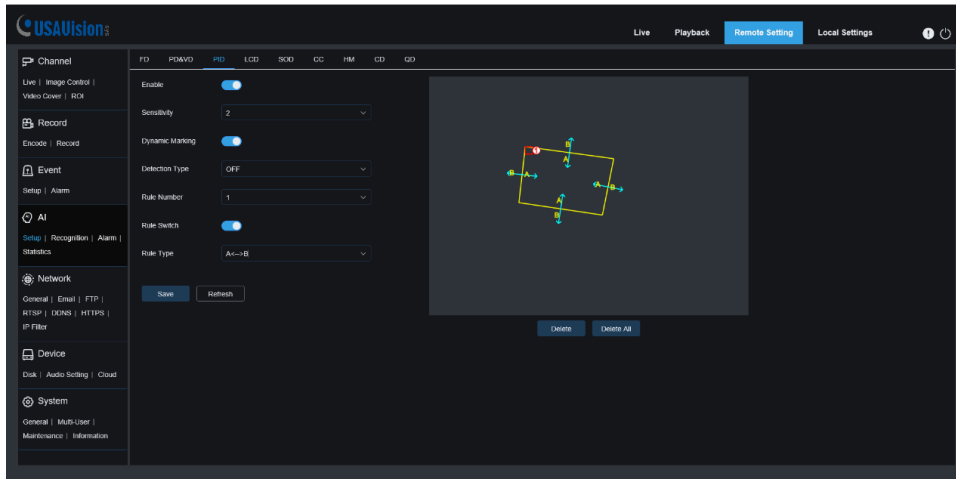 USAVision
Live
Playback
Remote Setting
Local Settings
Channel
Live | Image Control |
Video Cover | ROI
Record
Encode | Record
Event
Setup | Alarm
AI
Setup | Recognition | Alarm |
Statistics
Network
General | Email | FTP |
RTSP | DDNS | HTTPS |
IP Filter
Device
Disk | Audio Setting | Cloud
System
General | Multi-User |
Maintenance | Information
FD PD&VD PID LCD SOD CC HM CD QD
Enable
Sensitivity 2
Dynamic Marking
Detection Type OFF
Rule Number 1
Rule Switch
Rule Type A<-->B
Save Refresh
1
B
A
B A
A B
A
B
Delete Delete All